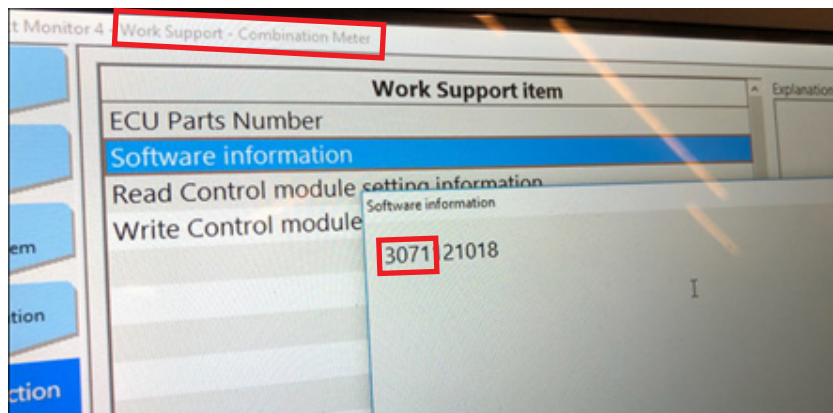 t Monitor 4 - Work Support - Combination Meter
Work Support item
Explanation
ECU Parts Number
Software information
Read Control module setting information
Write Control module
Software information
3071 21018
em
tion
ction